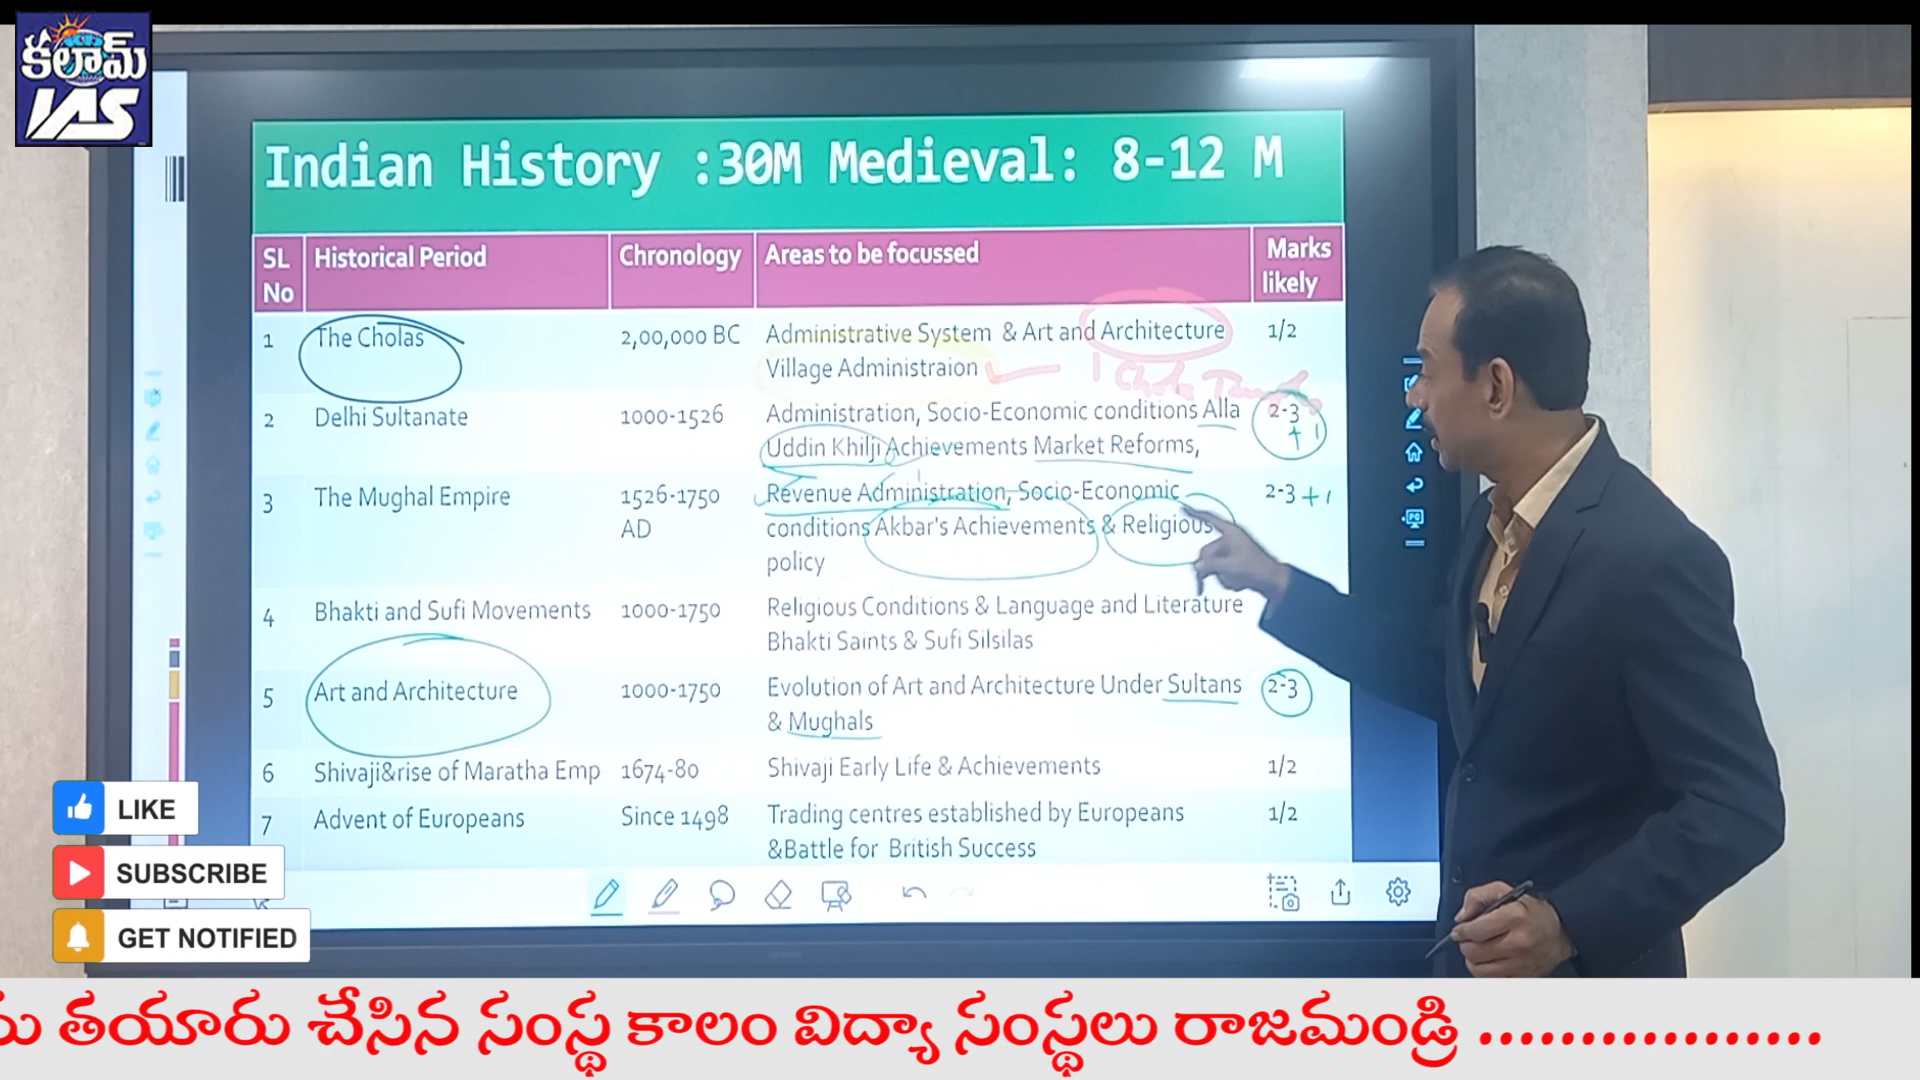 కలామ్
IAS
Indian History :30M Medieval: 8-12 M
SL No Historical Period Chronology Areas to be focussed Marks likely
1 The Cholas 2,00,000 BC Administrative System & Art and Architecture 1/2
Village Administraion
Chola
2 Delhi Sultanate 1000-1526 Administration, Socio-Economic conditions Alla 2-3
Uddin Khilji Achievements Market Reforms, + 1
3 The Mughal Empire 1526-1750 Revenue Administration, Socio-Economic 2-3 + 1
AD conditions Akbar's Achievements & Religious
policy
4 Bhakti and Sufi Movements 1000-1750 Religious Conditions & Language and Literature
Bhakti Saints & Sufi Silsilas
5 Art and Architecture 1000-1750 Evolution of Art and Architecture Under Sultans 2-3
& Mughals
6 Shivaji&rise of Maratha Emp 1674-80 Shivaji Early Life & Achievements 1/2
7 Advent of Europeans Since 1498 Trading centres established by Europeans 1/2
&Battle for British Success
LIKE
SUBSCRIBE
GET NOTIFIED
తయారు చేసిన సంస్థ కాలం విద్యా సంస్థలు రాజమండ్రి ................